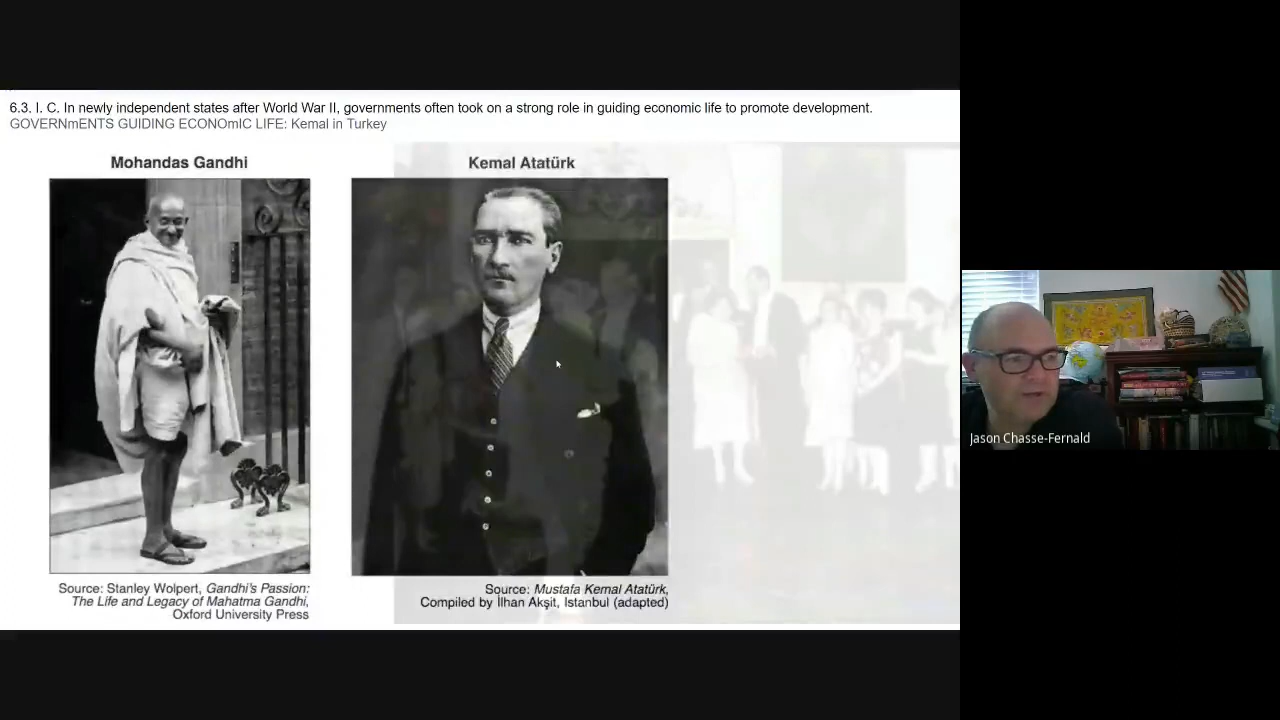 6.3. I. C. In newly independent states after World War II, governments often took on a strong role in guiding economic life to promote development.
GOVERNmENTS GUIDING ECONOmIC LIFE: Kemal in Turkey
Mohandas Gandhi
Source: Stanley Wolpert, Gandhi's Passion:
The Life and Legacy of Mahatma Gandhi,
Oxford University Press
Kemal Atatürk
Source: Mustafa Kemal Atatürk,
Compiled by İlhan Akşit, Istanbul (adapted)
Jason Chasse-Fernald